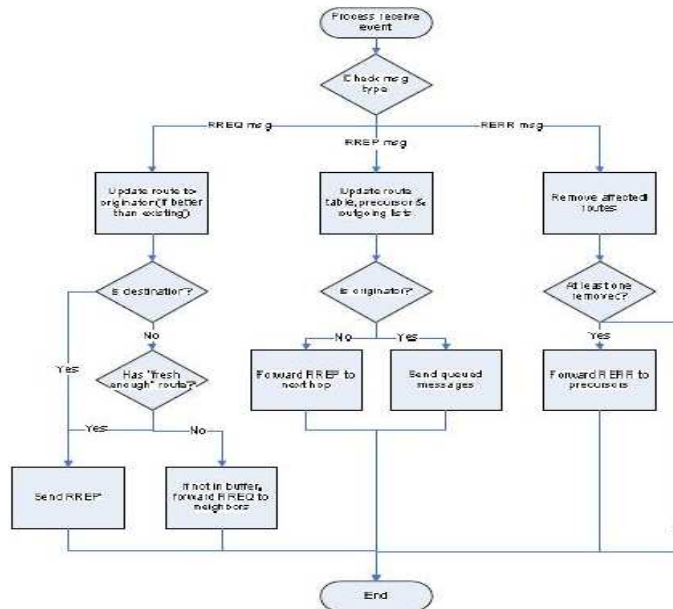 Process receive
event
Check msg
type
RREQ msg
RREP msg
RERR msg
Update route to
originator(if better
than existing)
Update route
table, precursor &
outgoing lists
Remove affected
routes
Is destination?
Is originator?
At least one
removed?
No
No
Yes
Yes
Yes
Has "fresh
enough" route?
Forward RREP to
next hop
Send queued
messages
Forward RERR to
precursors
Yes
No
Send RREP
If not in buffer,
forward RREQ to
neighbors
End